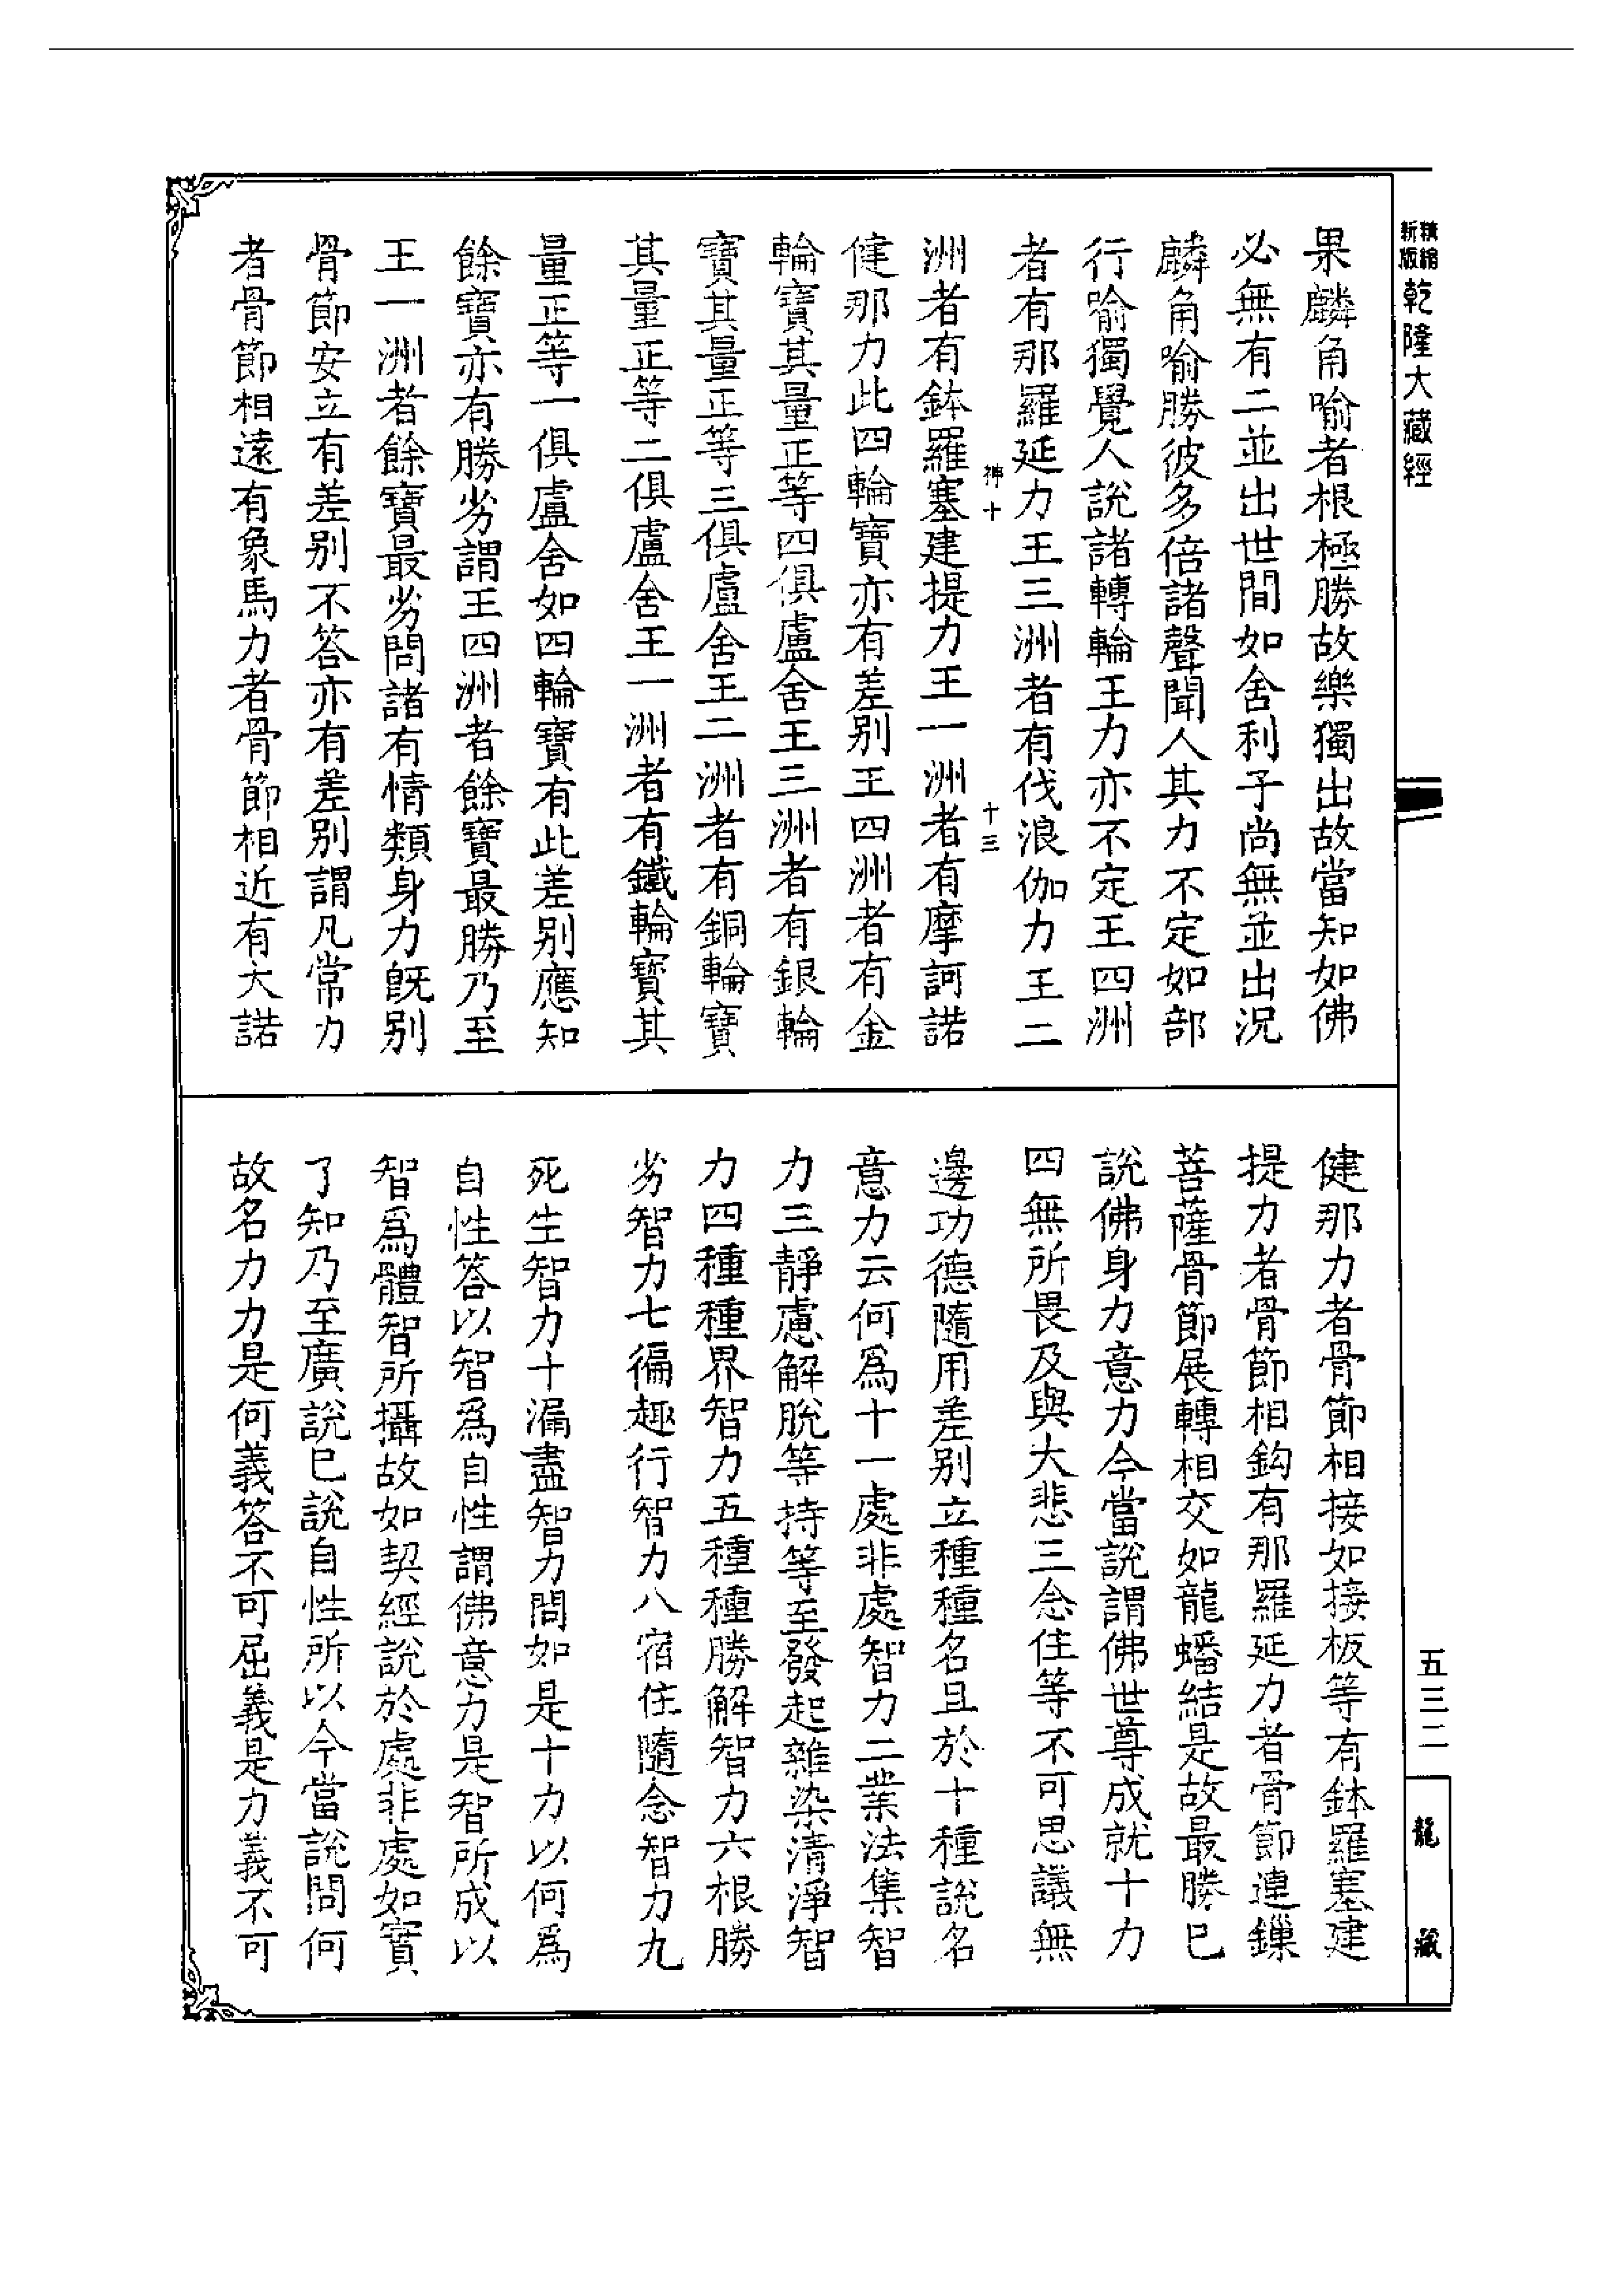 精縮新版乾隆大藏經
果麟角喻者根極勝故樂獨出故當知如佛
必無有二並出世間如舍利子尚無並出況
麟角喻勝彼多倍諸聲聞人其力不定如部
行喻獨覺人說諸轉輪王力亦不定王四洲
者有那羅延力王三洲者有伐浪伽力王二
神十 十三
洲者有鉢羅塞建提力王一洲者有摩訶諾
健那力此四輪寶亦有差別王四洲者有金
輪寶其量正等四俱盧舍王三洲者有銀輪
寶其量正等三俱盧舍王二洲者有銅輪寶
其量正等二俱盧舍王一洲者有鐵輪寶其
量正等一俱盧舍如四輪寶有此差別應知
餘寶亦有勝劣謂王四洲者餘寶最勝乃至
王一洲者餘寶最劣問諸有情類身力旣別
骨節安立有差別不答亦有差別謂凡常力
者骨節相遠有象馬力者骨節相近有大諾
健那力者骨節相接如接板等有鉢羅塞建
提力者骨節相鈎有那羅延力者骨節連鏁
菩薩骨節展轉相交如龍蟠結是故最勝已
說佛身力意力今當說謂佛世尊成就十力
四無所畏及與大悲三念住等不可思議無
邊功德隨用差別立種種名且於十種說名
意力云何爲十一處非處智力二業法集智
力三靜慮解脫等持等至發起雜染清淨智
力四種種界智力五種種勝解智力六根勝
劣智力七徧趣行智力八宿住隨念智力九
死生智力十漏盡智力問如是十力以何爲
自性答以智爲自性謂佛意力是智所成以
智爲體智所攝故如契經說於處非處如實
了知乃至廣說已說自性所以今當說問何
故名力力是何義答不可屈義是力義不可
五三二
龍藏